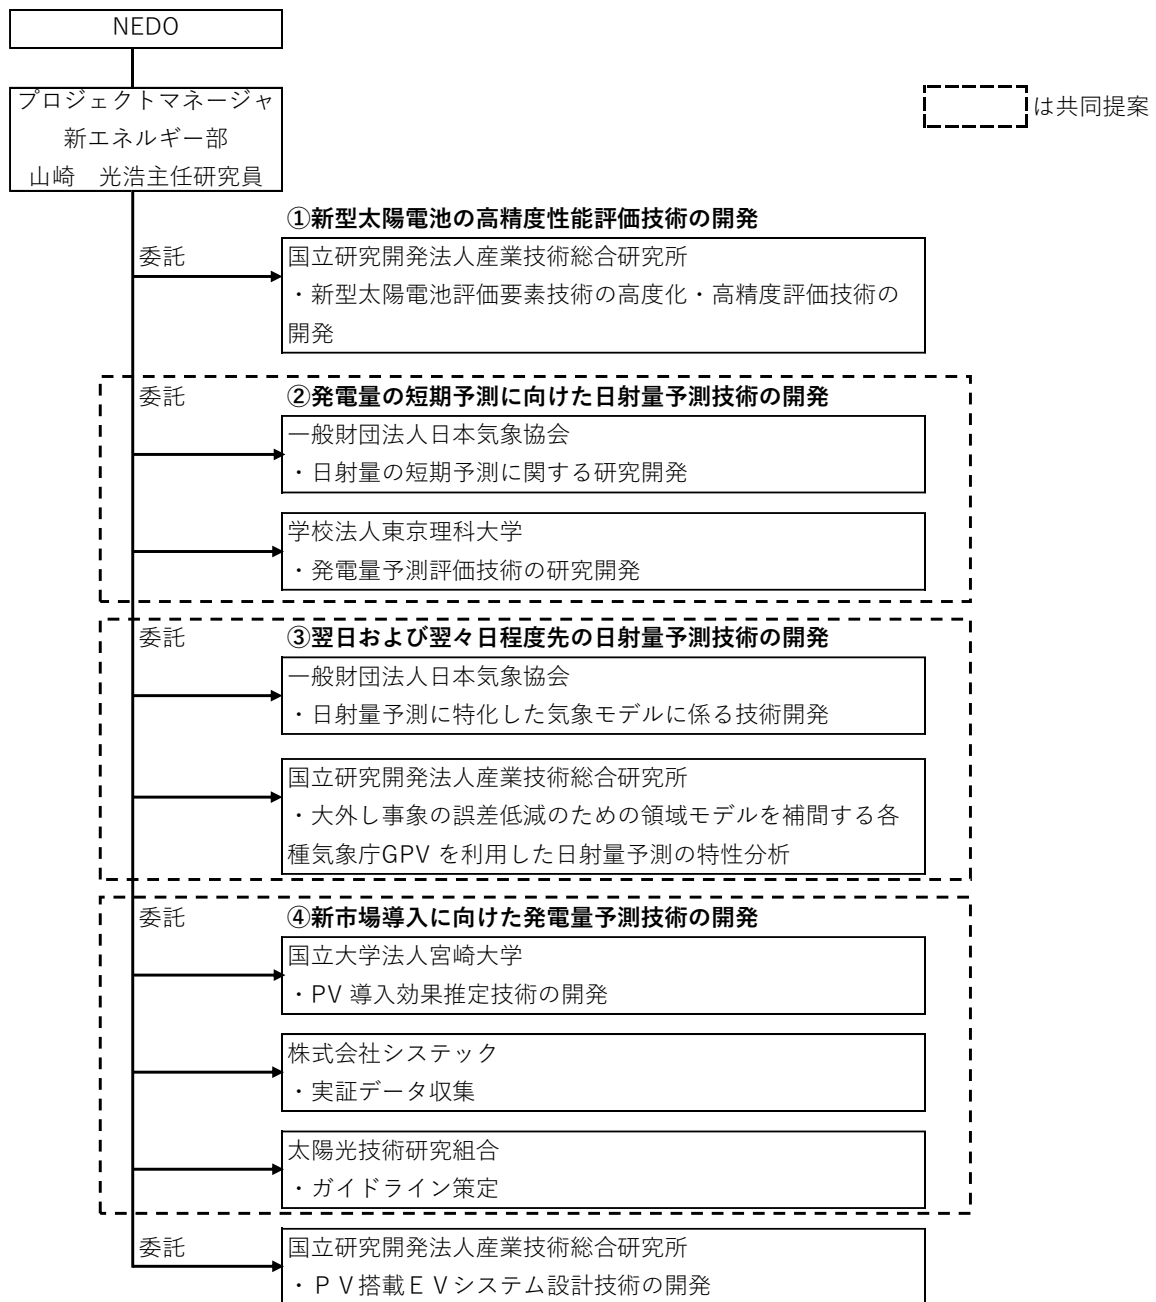 NEDO
プロジェクトマネージャ
新エネルギー部
山崎　光浩主任研究員
は共同提案
①新型太陽電池の高精度性能評価技術の開発
委託
国立研究開発法人産業技術総合研究所
・新型太陽電池評価要素技術の高度化・高精度評価技術の
開発
委託
②発電量の短期予測に向けた日射量予測技術の開発
一般財団法人日本気象協会
・日射量の短期予測に関する研究開発
学校法人東京理科大学
・発電量予測評価技術の研究開発
委託
③翌日および翌々日程度先の日射量予測技術の開発
一般財団法人日本気象協会
・日射量予測に特化した気象モデルに係る技術開発
国立研究開発法人産業技術総合研究所
・大外し事象の誤差低減のための領域モデルを補間する各
種気象庁GPV を利用した日射量予測の特性分析
委託
④新市場導入に向けた発電量予測技術の開発
国立大学法人宮崎大学
・PV 導入効果推定技術の開発
株式会社システック
・実証データ収集
太陽光技術研究組合
・ガイドライン策定
委託
国立研究開発法人産業技術総合研究所
・ＰＶ搭載ＥＶシステム設計技術の開発